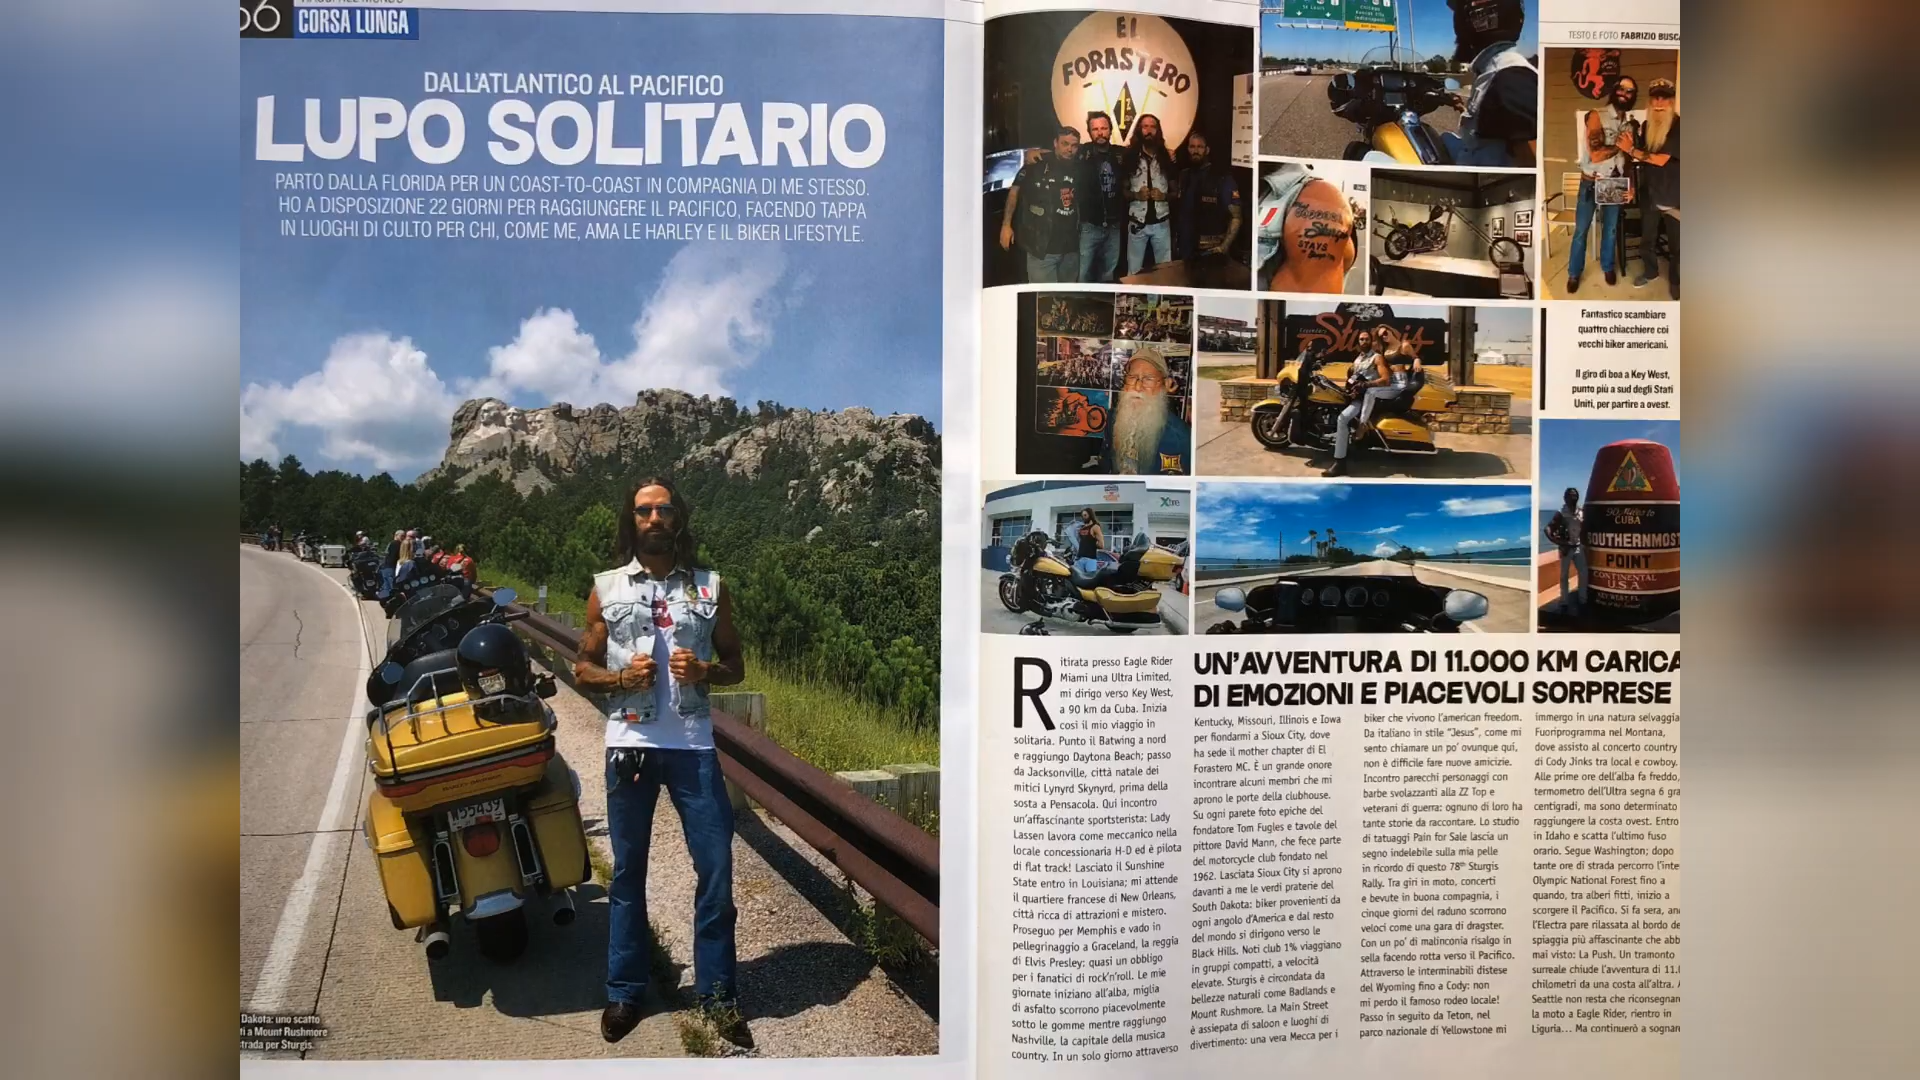 66
CORSA LUNGA
DALL'ATLANTICO AL PACIFICO
LUPO SOLITARIO
PARTO DALLA FLORIDA PER UN COAST-TO-COAST IN COMPAGNIA DI ME STESSO.
HO A DISPOSIZIONE 22 GIORNI PER RAGGIUNGERE IL PACIFICO, FACENDO TAPPA
IN LUOGHI DI CULTO PER CHI, COME ME, AMA LE HARLEY E IL BIKER LIFESTYLE.
W55439
Dakota: uno scatto
a Mount Rushmore
strada per Sturgis.
TESTO E FOTO FABRIZIO
EL
FORASTERO
Sturgis
STAYS
Fantastico scambiare
quattro chiacchiere coi
vecchi biker americani.
Il giro di boa a Key West,
punto più a sud degli Stati
Uniti, per partire a ovest.
ME
90 Miles to
CUBA
SOUTHERNMOST
POINT
CONTINENTAL
U.S.A.
KEY WEST, FL
Ritirata presso Eagle Rider
Miami una Ultra Limited,
mi dirigo verso Key West,
a 90 km da Cuba. Inizia
così il mio viaggio in
solitaria. Punto il Batwing a nord
e raggiungo Daytona Beach; passo
da Jacksonville, città natale dei
mitici Lynyrd Skynyrd, prima della
sosta a Pensacola. Qui incontro
un'affascinante sportsterista: Lady
Lassen lavora come meccanico nella
locale concessionaria H-D ed è pilota
di flat track! Lasciato il Sunshine
State entro in Louisiana; mi attende
il quartiere francese di New Orleans,
città ricca di attrazioni e mistero.
Proseguo per Memphis e vado in
pellegrinaggio a Graceland, la reggia
di Elvis Presley: quasi un obbligo
per i fanatici di rock'n'roll. Le mie
giornate iniziano all'alba, miglia
di asfalto scorrono piacevolmente
sotto le gomme mentre raggiungo
Nashville, la capitale della musica
country. In un solo giorno attraverso
UN'AVVENTURA DI 11.000 KM CARICA
DI EMOZIONI E PIACEVOLI SORPRESE
Kentucky, Missouri, Illinois e Iowa
per fiondarmi a Sioux City, dove
ha sede il mother chapter di El
Forastero MC. È un grande onore
incontrare alcuni membri che mi
aprono le porte della clubhouse.
Su ogni parete foto epiche del
fondatore Tom Fugles e tavole del
pittore David Mann, che fece parte
del motorcycle club fondato nel
1962. Lasciata Sioux City si aprono
davanti a me le verdi praterie del
South Dakota: biker provenienti da
ogni angolo d'America e dal resto
del mondo si dirigono verso le
Black Hills. Noti club 1% viaggiano
in gruppi compatti, a velocità
elevate. Sturgis è circondata da
bellezze naturali come Badlands e
Mount Rushmore. La Main Street
è assiepata di saloon e luoghi di
divertimento: una vera Mecca per i
biker che vivono l'american freedom.
Da italiano in stile “Jesus”, come mi
sento chiamare un po' ovunque qui,
non è difficile fare nuove amicizie.
Incontro parecchi personaggi con
barbe svolazzanti alla ZZ Top e
veterani di guerra: ognuno di loro ha
tante storie da raccontare. Lo studio
di tatuaggi Pain for Sale lascia un
segno indelebile sulla mia pelle
in ricordo di questo 78th Sturgis
Rally. Tra giri in moto, concerti
e bevute in buona compagnia, i
cinque giorni del raduno scorrono
veloci come una gara di dragster.
Con un po' di malinconia risalgo in
sella facendo rotta verso il Pacifico.
Attraverso le interminabili distese
del Wyoming fino a Cody: non
mi perdo il famoso rodeo locale!
Passo in seguito da Teton, nel
parco nazionale di Yellowstone mi
immergo in una natura selvaggia
Fuoriprogramma nel Montana,
dove assisto al concerto country
di Cody Jinks tra local e cowboy.
Alle prime ore dell'alba fa freddo,
termometro dell'Ultra segna 6 gra
centigradi, ma sono determinato
raggiungere la costa ovest. Entro
in Idaho e scatta l'ultimo fuso
orario. Segue Washington; dopo
tante ore di strada percorro l'inte
Olympic National Forest fino a
quando, tra alberi fitti, inizio a
scorgere il Pacifico. Si fa sera,
l'Electra pare rilassata al bordo de
spiaggia più affascinante che abb
mai visto: La Push. Un tramonto
surreale chiude l'avventura di 11.
chilometri da una costa all'altra.
Seattle non resta che riconsegnar
la moto a Eagle Rider, rientro in
Liguria... Ma continuerò a sognar